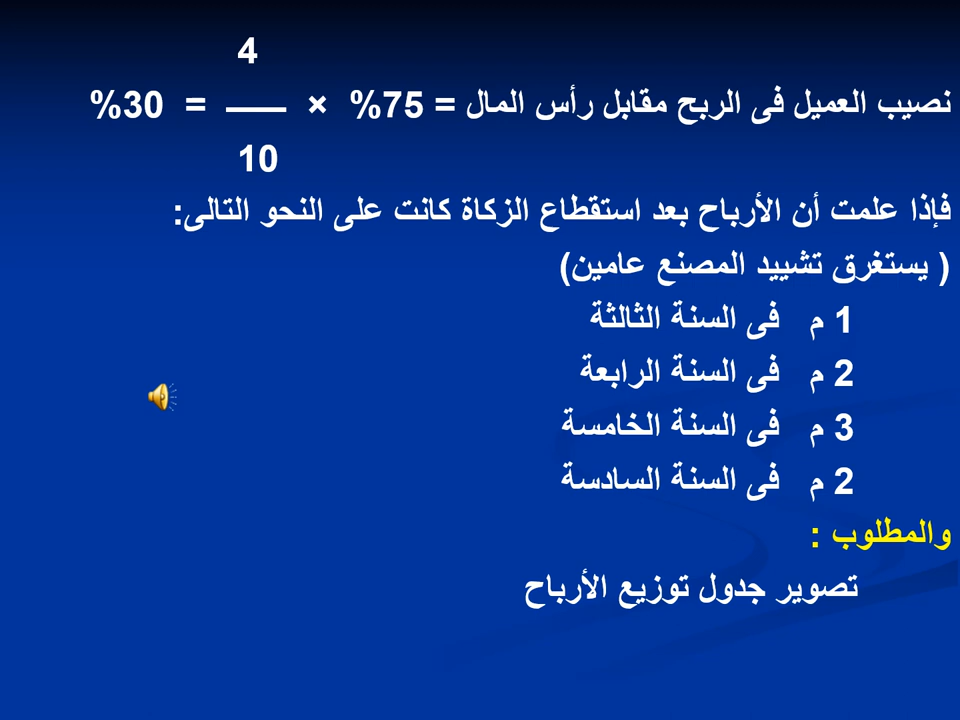 4
نصيب العميل فى الربح مقابل رأس المال = 75% × ــــــ = 30%
10
فإذا علمت أن الأرباح بعد استقطاع الزكاة كانت على النحو التالى:
( يستغرق تشييد المصنع عامين)
1 م فى السنة الثالثة
2 م فى السنة الرابعة
3 م فى السنة الخامسة
2 م فى السنة السادسة
والمطلوب :
تصوير جدول توزيع الأرباح